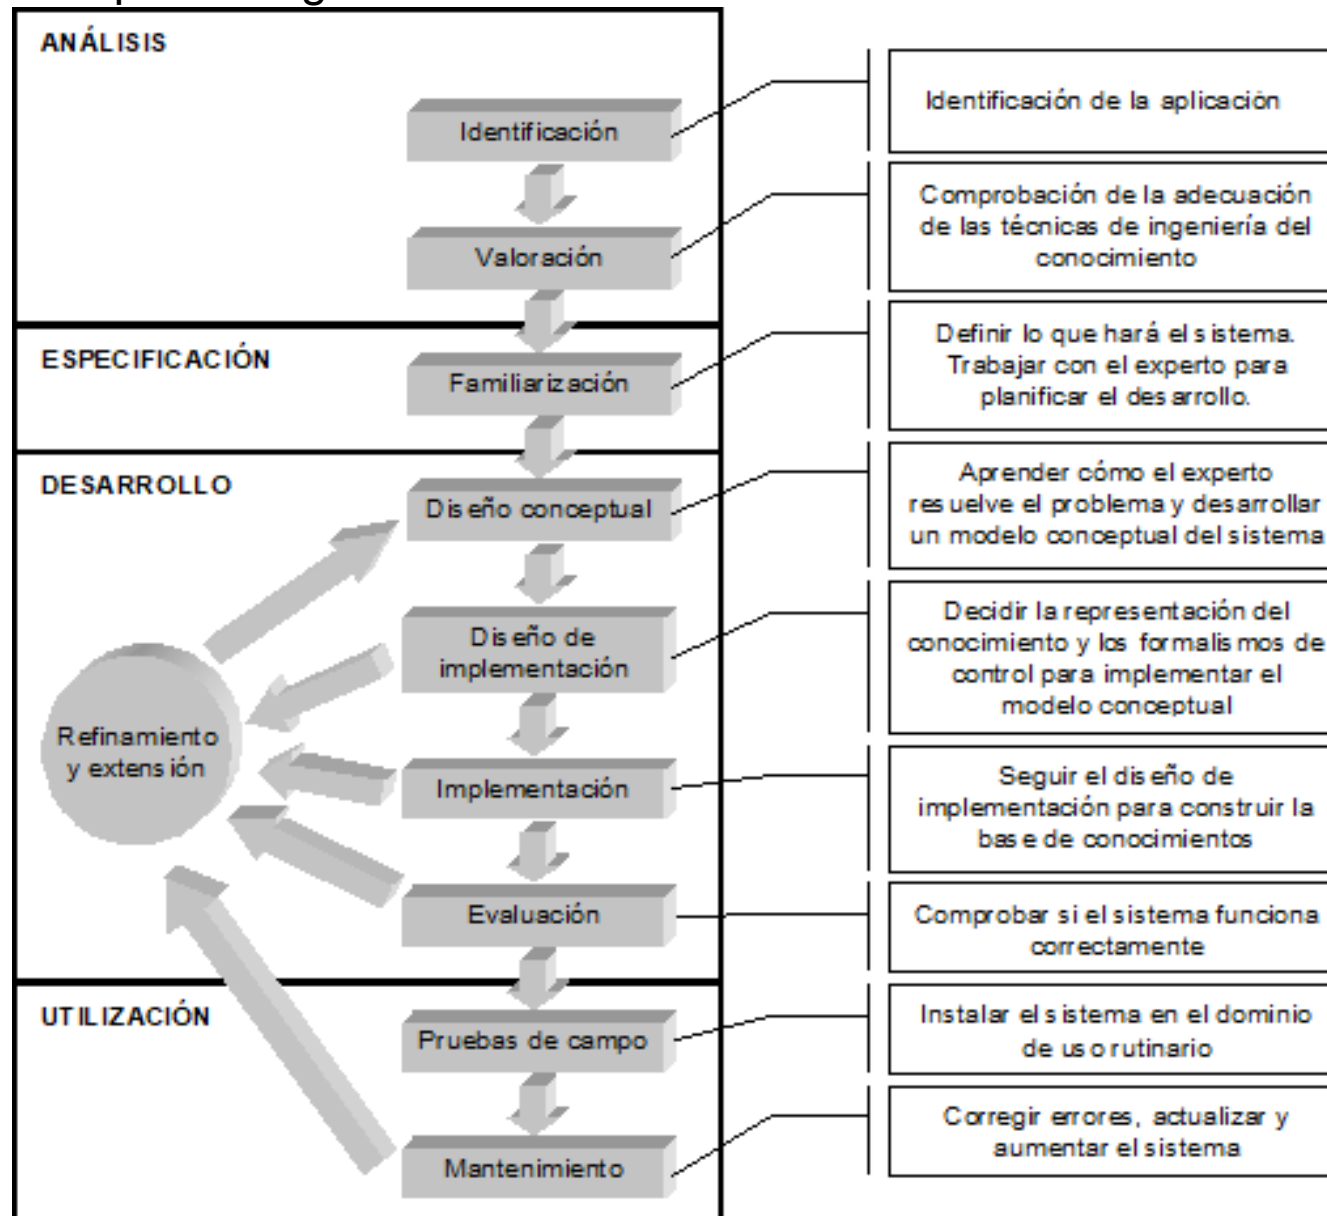 ANÁLISIS
Identificación
Identificación de la aplicación
Valoración
Comprobación de la adecuación
de las técnicas de ingeniería del
conocimiento
ESPECIFICACIÓN
Familiarización
Definir lo que hará el sistema.
Trabajar con el experto para
planificar el desarrollo.
DESARROLLO
Diseño conceptual
Aprender cómo el experto
resuelve el problema y desarrollar
un modelo conceptual del sistema
Diseño de
implementación
Decidir la representación del
conocimiento y los formalismos de
control para implementar el
modelo conceptual
Refinamiento
y extensión
Implementación
Seguir el diseño de
implementación para construir la
base de conocimientos
Evaluación
Comprobar si el sistema funciona
correctamente
UTILIZACIÓN
Pruebas de campo
Instalar el sistema en el dominio
de uso rutinario
Mantenimiento
Corregir errores, actualizar y
aumentar el sistema